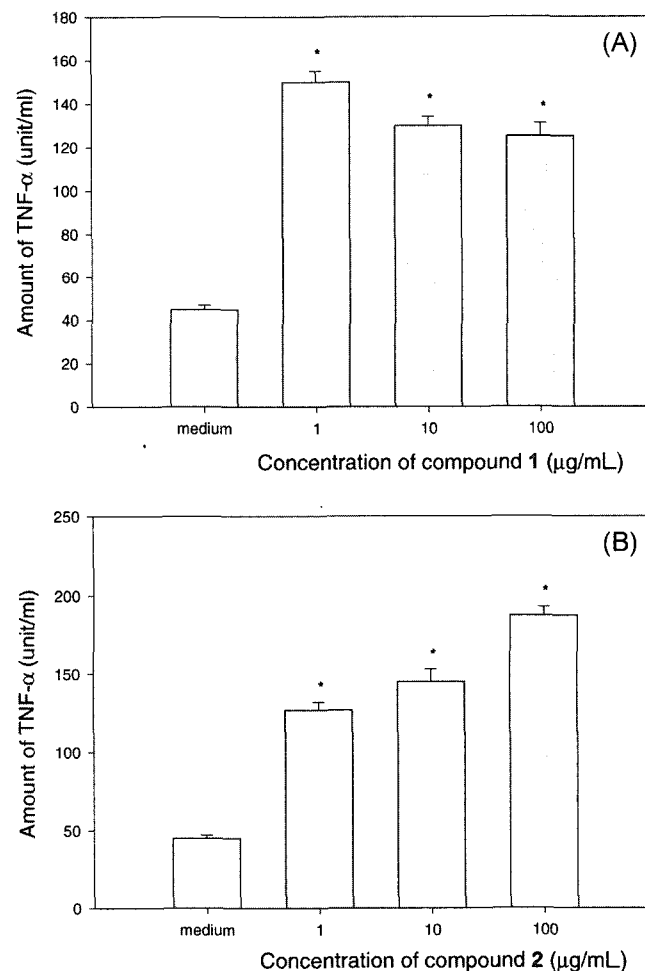 (A)
180
160
140
120
100
80
60
40
20
0
Amount of TNF-α (unit/ml)
*
*
*
medium 1 10 100
Concentration of compound 1 (μg/mL)
(B)
250
200
150
100
50
0
Amount of TNF-α (unit/ml)
*
*
*
medium 1 10 100
Concentration of compound 2 (μg/mL)